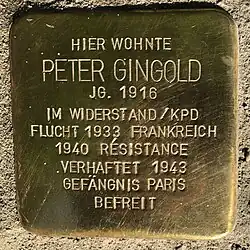 HIER WOHNTE
PETER GINGOLD
JG. 1916
IM WIDERSTAND/KPD
FLUCHT 1933 FRANKREICH
1940 RÉSISTANCE
VERHAFTET 1943
GEFÄNGNIS PARIS
BEFREIT